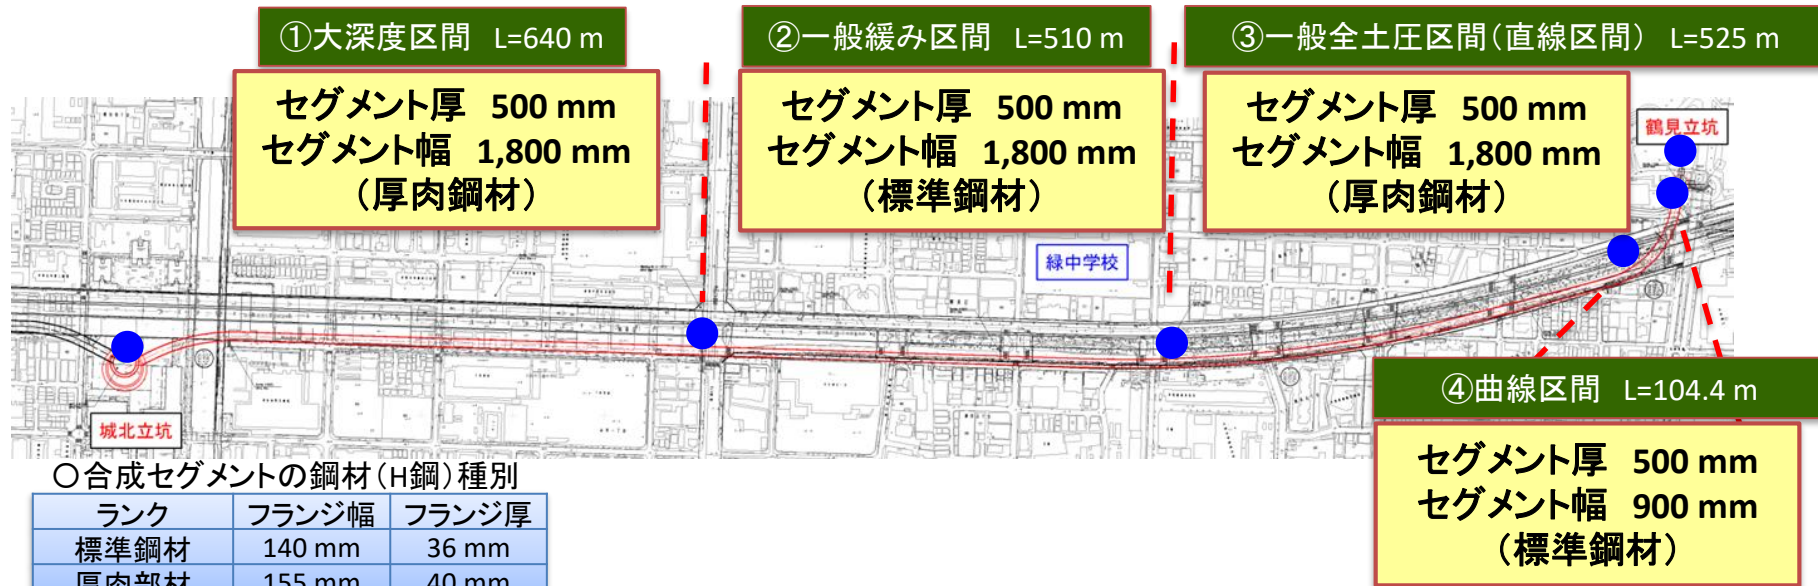 ①大深度区間 L=640 m
セグメント厚 500 mm
セグメント幅 1,800 mm
（厚肉鋼材）
②一般緩み区間 L=510 m
セグメント厚 500 mm
セグメント幅 1,800 mm
（標準鋼材）
③一般全土圧区間（直線区間） L=525 m
セグメント厚 500 mm
セグメント幅 1,800 mm
（厚肉鋼材）
鶴見立坑
緑中学校
城北立坑
④曲線区間 L=104.4 m
セグメント厚 500 mm
セグメント幅 900 mm
（標準鋼材）
〇合成セグメントの鋼材（H鋼）種別
ランク フランジ幅 フランジ厚
標準鋼材 140 mm 36 mm
厚肉部材 155 mm 40 mm